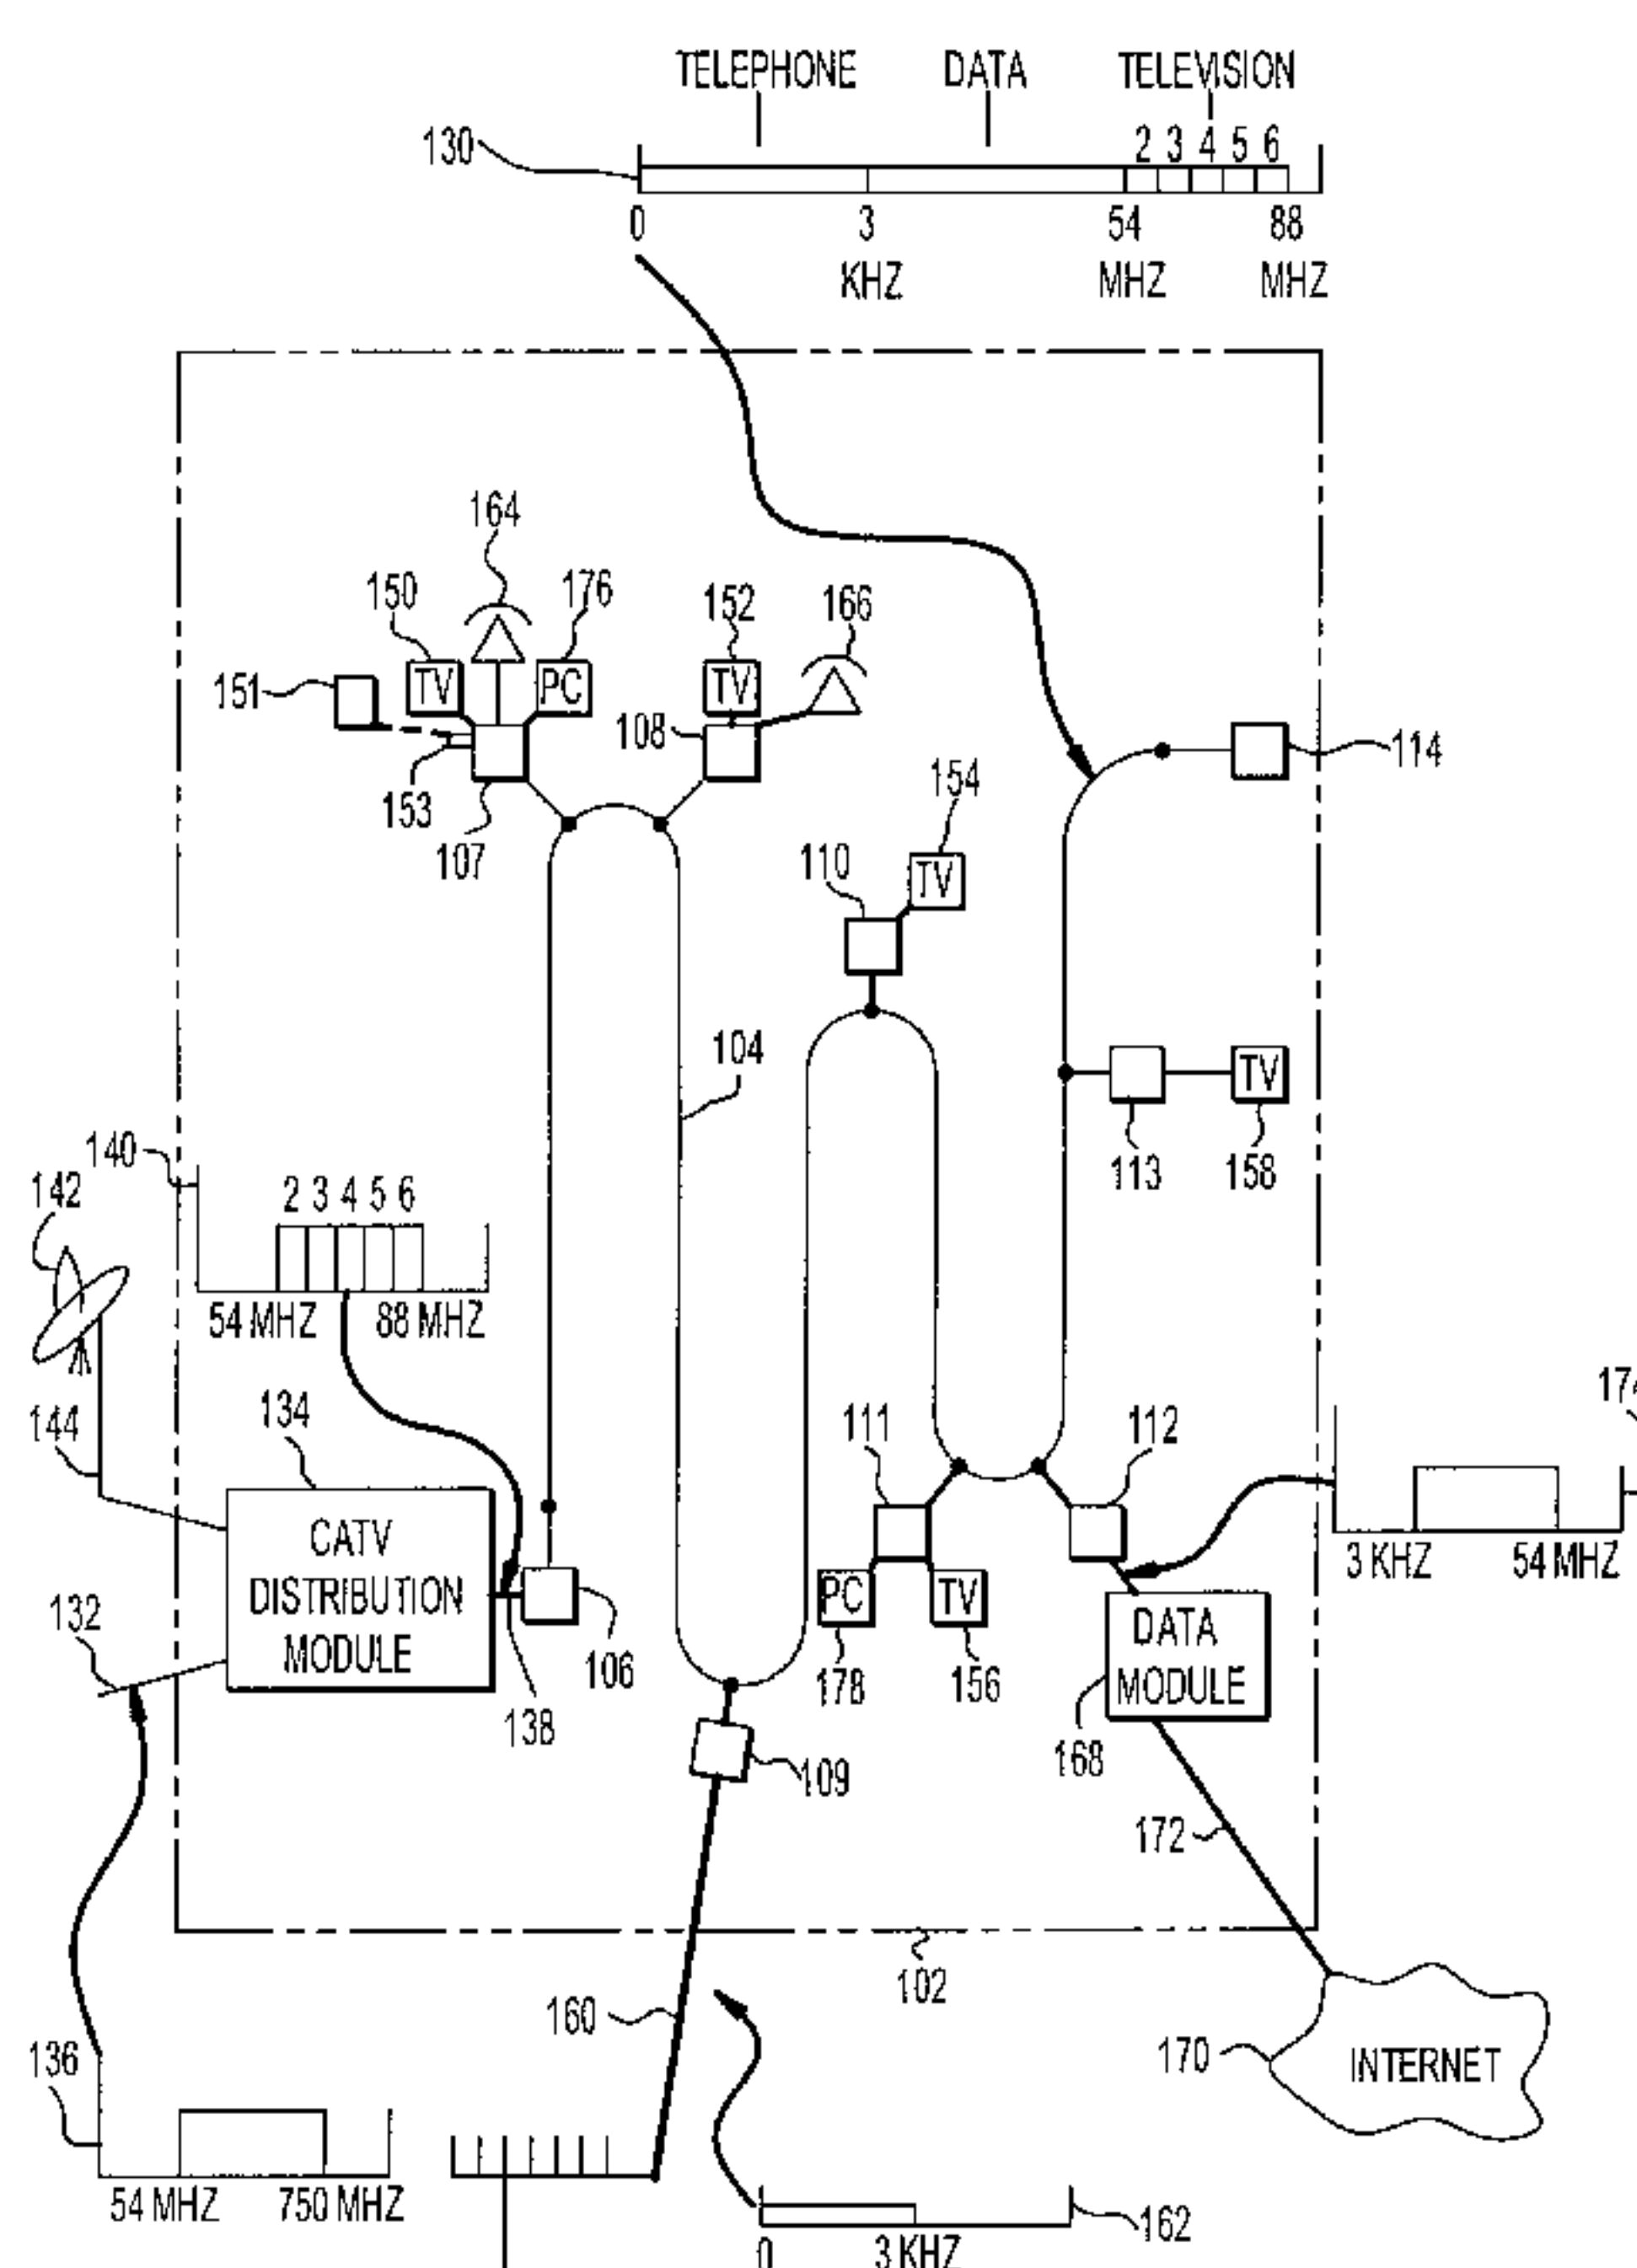 TELEPHONE DATA TELEVISION
130
2 3 4 5 6
0 3 54 88
KHZ MHZ MHZ
164
150 176 152 166
151 TV PC TV
108 114
153 154
107 110 TV
104
TV
140 113 158
142 2 3 4 5 6
54 MHZ 88 MHZ
144 134 111 112
CATV
DISTRIBUTION
MODULE
3 KHZ 54 MHZ
132 106 PC TV DATA
MODULE
138 178 156
168
109
172
102
160
136 170 INTERNET
54 MHZ 750 MHZ
162
0 3 KHZ